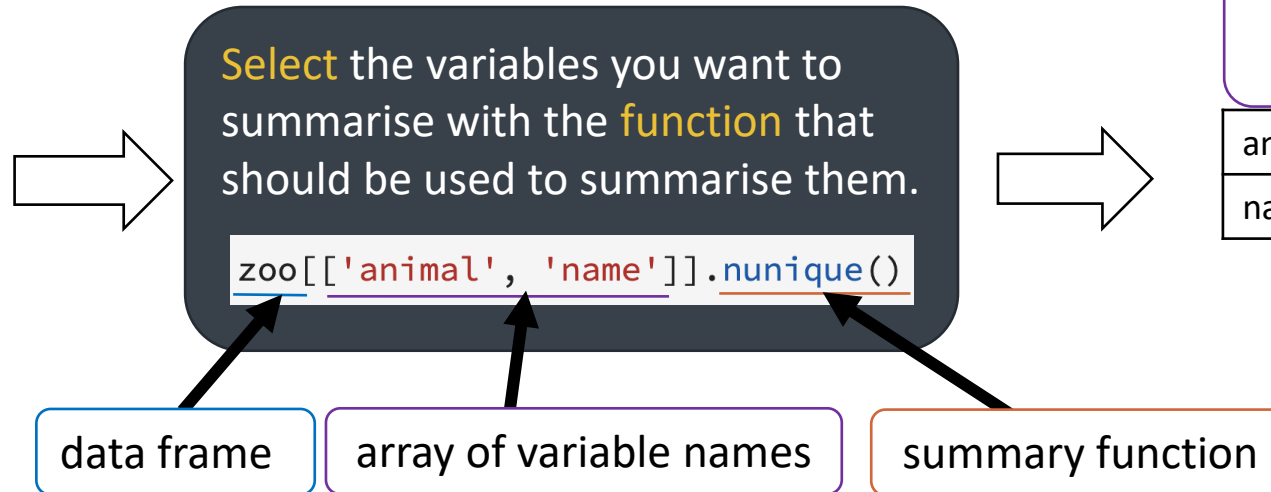 Select the variables you want to
summarise with the function that
should be used to summarise them.
zoo[['animal', 'name']].nunique()
data frame
array of variable names
summary function